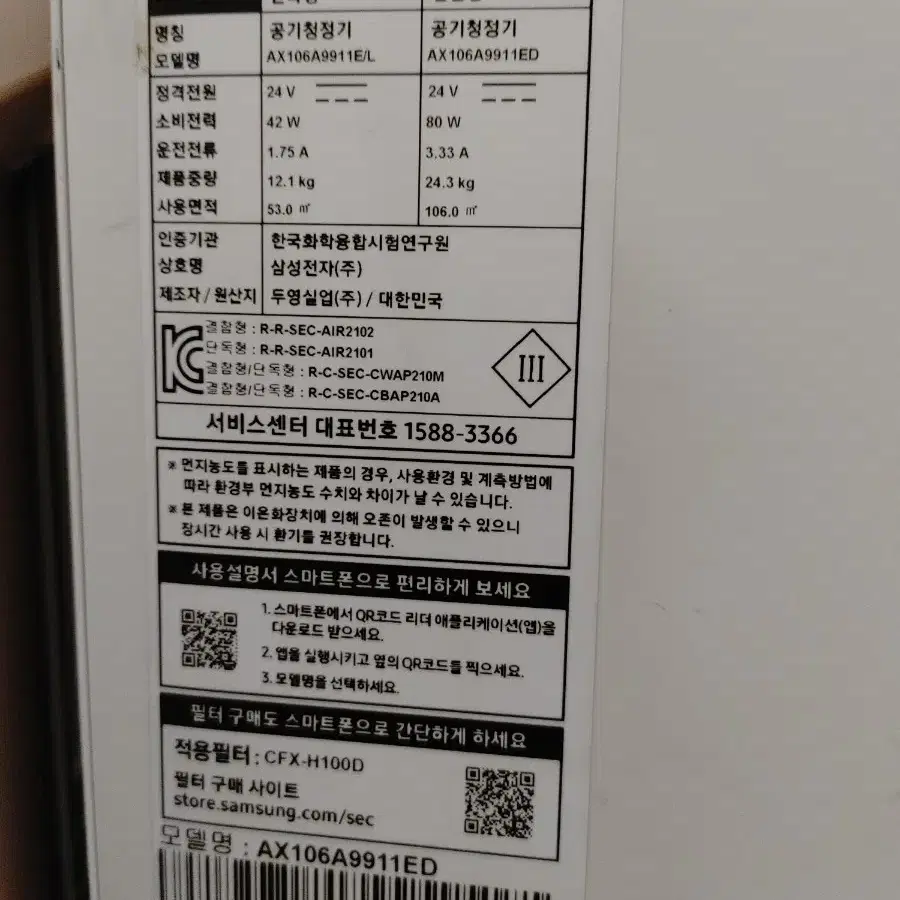 명칭 공기청정기 공기청정기
모델명 AX106A9911E/L AX106A9911ED
정격전원 24 V 24 V
소비전력 42 W 80 W
운전전류 1.75 A 3.33 A
제품중량 12.1 kg 24.3 kg
사용면적 53.0 ㎡ 106.0 ㎡
인증기관 한국화학융합시험연구원
상호명 삼성전자(주)
제조자 / 원산지 두영실업(주) / 대한민국
결합형 : R-R-SEC-AIR2102
단독형 : R-R-SEC-AIR2101
결합형/단독형 : R-C-SEC-CWAP210M
결합형/단독형 : R-C-SEC-CBAP210A
III
서비스센터 대표번호 1588-3366
※ 먼지농도를 표시하는 제품의 경우, 사용환경 및 계측방법에
따라 환경부 먼지농도 수치와 차이가 날 수 있습니다.
※ 본 제품은 이온화장치에 의해 오존이 발생할 수 있으니
장시간 사용 시 환기를 권장합니다.
사용설명서 스마트폰으로 편리하게 보세요
1. 스마트폰에서 QR코드 리더 애플리케이션(앱)을
다운로드 받으세요.
2. 앱을 실행시키고 옆의 QR코드를 찍으세요.
3. 모델명을 선택하세요.
필터 구매도 스마트폰으로 간단하게 하세요
적용필터 : CFX-H100D
필터 구매 사이트
store.samsung.com/sec
모델명 : AX106A9911ED